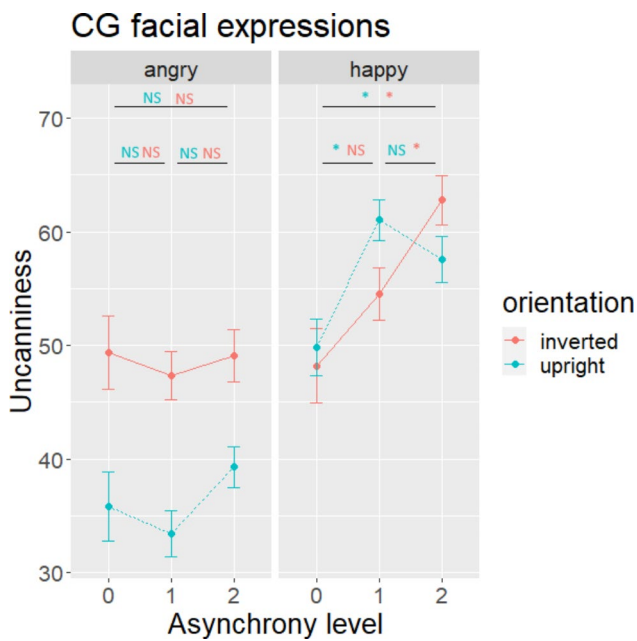 CG facial expressions
angry
happy
NS NS
* *
NS NS NS NS
* NS NS *
70
60
50
40
30
Uncanniness
0 1 2
0 1 2
Asynchrony level
orientation
inverted
upright